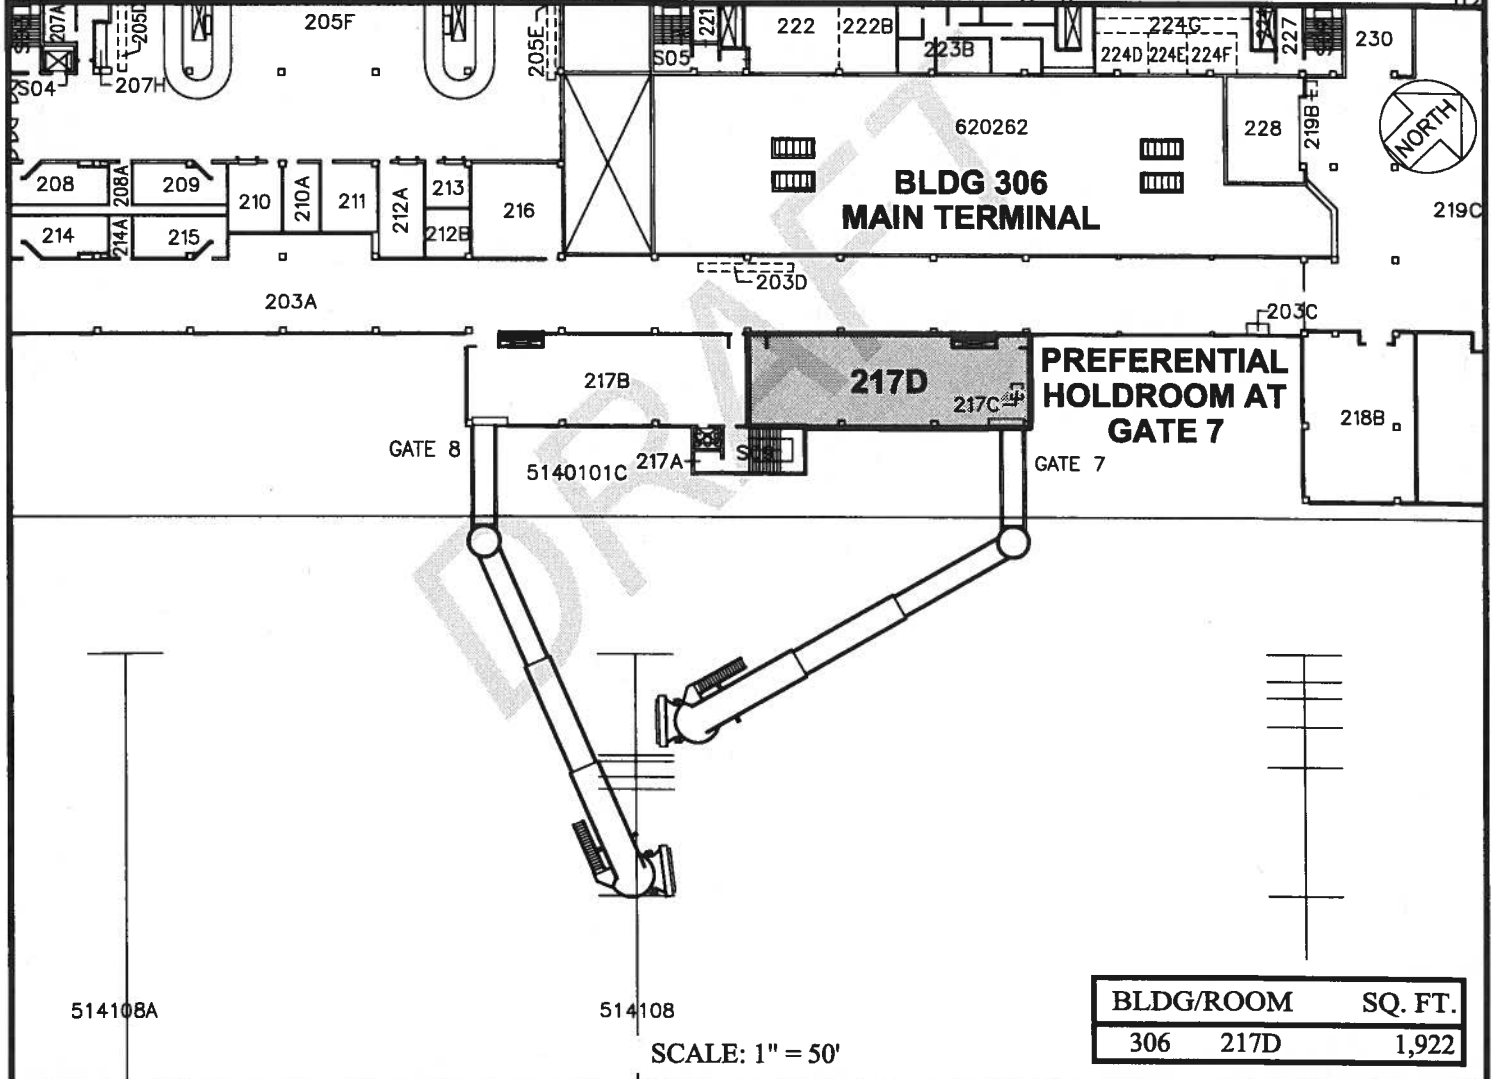 205F
207A
205D
205E
221
222
222B
223B
224G
224D
224E
224F
227
230
S05
S04
207H
620262
228
219B
NORTH
208
208A
209
210
210A
211
212A
213
216
BLDG 306
MAIN TERMINAL
219C
214
214A
215
212B
203D
203A
203C
217B
217D
217C
PREFERENTIAL
HOLDROOM AT
GATE 7
218B
GATE 8
217A
5140101C
GATE 7
DRAFT
514108A
514108
SCALE: 1" = 50'
BLDG/ROOM SQ. FT.
306 217D 1,922